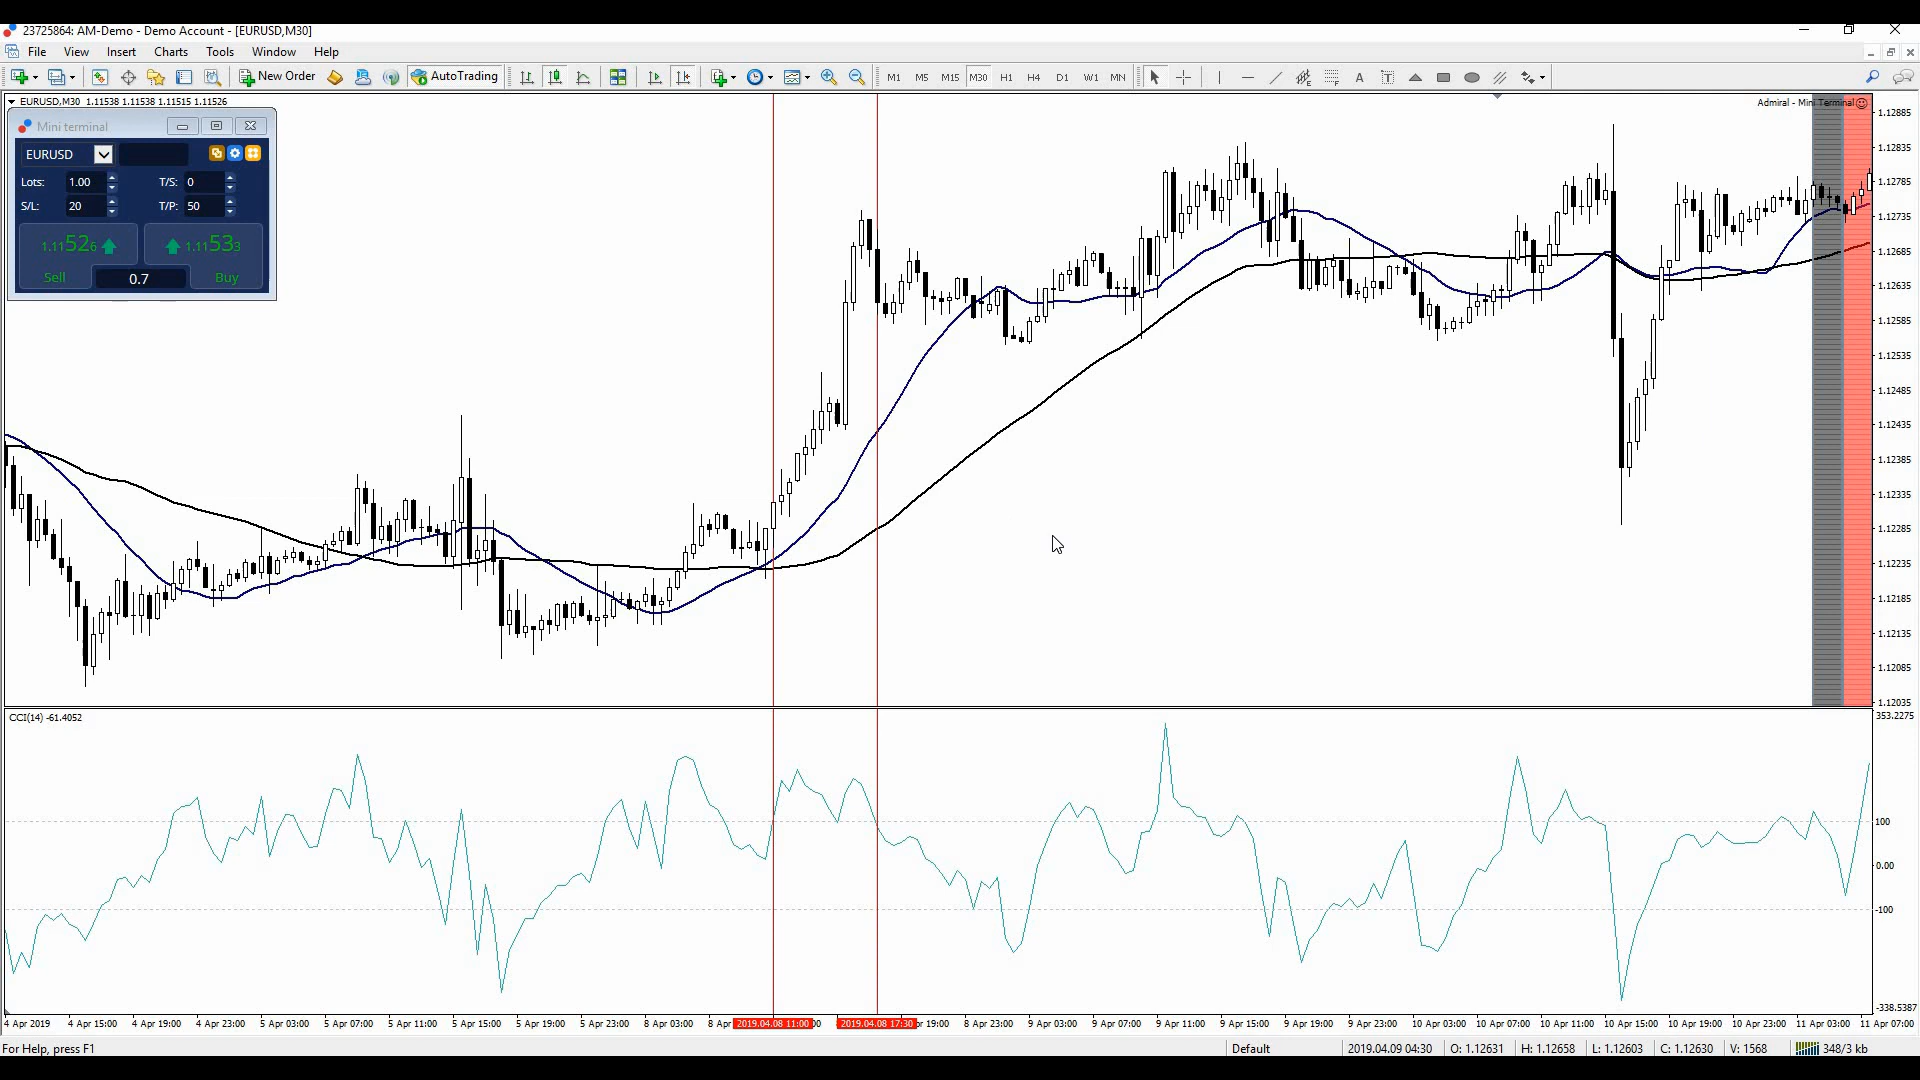 23725864: AM-Demo - Demo Account - [EURUSD,M30]
File View Insert Charts Tools Window Help
New Order AutoTrading M1 M5 M15 M30 H1 H4 D1 W1 MN A T
EURUSD,M30 1.11538 1.11538 1.11515 1.11526
Admiral - Mini Terminal
Mini terminal
EURUSD
Lots: 1.00 T/S: 0
S/L: 20 T/P: 50
1.11526 1.11533
Sell 0.7 Buy
1.12885
1.12835
1.12785
1.12735
1.12685
1.12635
1.12585
1.12535
1.12485
1.12435
1.12385
1.12335
1.12285
1.12235
1.12185
1.12135
1.12085
1.12035
CCI(14) -61.4052
353.2275
100
0.00
-100
-338.5387
4 Apr 2019 4 Apr 15:00 4 Apr 19:00 4 Apr 23:00 5 Apr 03:00 5 Apr 07:00 5 Apr 11:00 5 Apr 15:00 5 Apr 19:00 5 Apr 23:00 8 Apr 03:00 8 Apr 2019.04.08 11:00 2019.04.08 17:30 19:00 8 Apr 23:00 9 Apr 03:00 9 Apr 07:00 9 Apr 11:00 9 Apr 15:00 9 Apr 19:00 9 Apr 23:00 10 Apr 03:00 10 Apr 07:00 10 Apr 11:00 10 Apr 15:00 10 Apr 19:00 10 Apr 23:00 11 Apr 03:00 11 Apr 07:00
For Help, press F1 Default 2019.04.09 04:30 O: 1.12631 H: 1.12658 L: 1.12603 C: 1.12630 V: 1568 348/3 kb